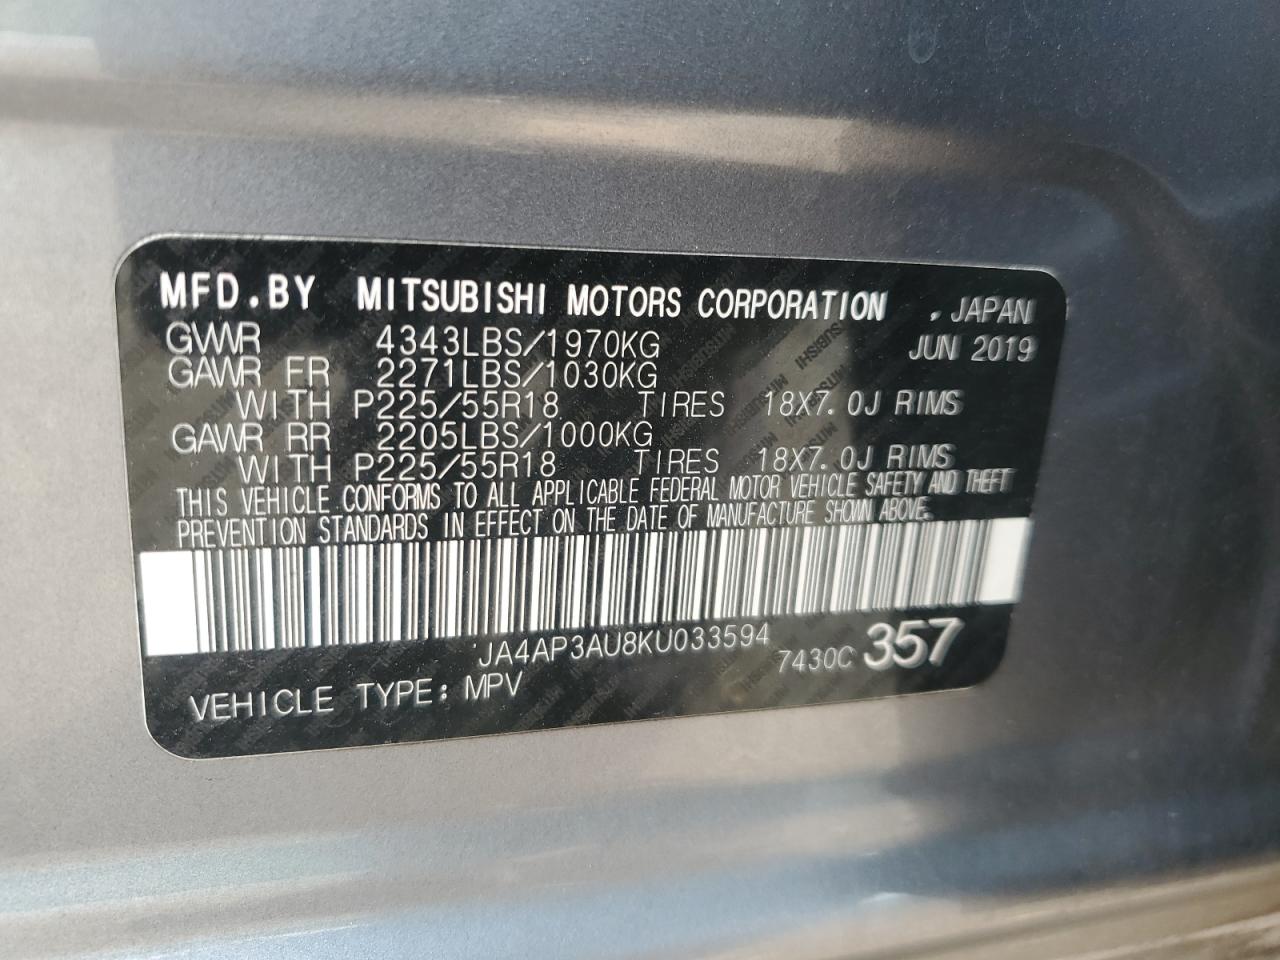 MFD.BY MITSUBISHI MOTORS CORPORATION , JAPAN
GVWR 4343LBS/1970KG JUN 2019
GAWR FR 2271LBS/1030KG
WITH P225/55R18 TIRES 18X7.0J RIMS
GAWR RR 2205LBS/1000KG
WITH P225/55R18 TIRES 18X7.0J RIMS
THIS VEHICLE CONFORMS TO ALL APPLICABLE FEDERAL MOTOR VEHICLE SAFETY AND THEFT
PREVENTION STANDARDS IN EFFECT ON THE DATE OF MANUFACTURE SHOWN ABOVE.
JA4AP3AU8KU033594 7430C 357
VEHICLE TYPE: MPV